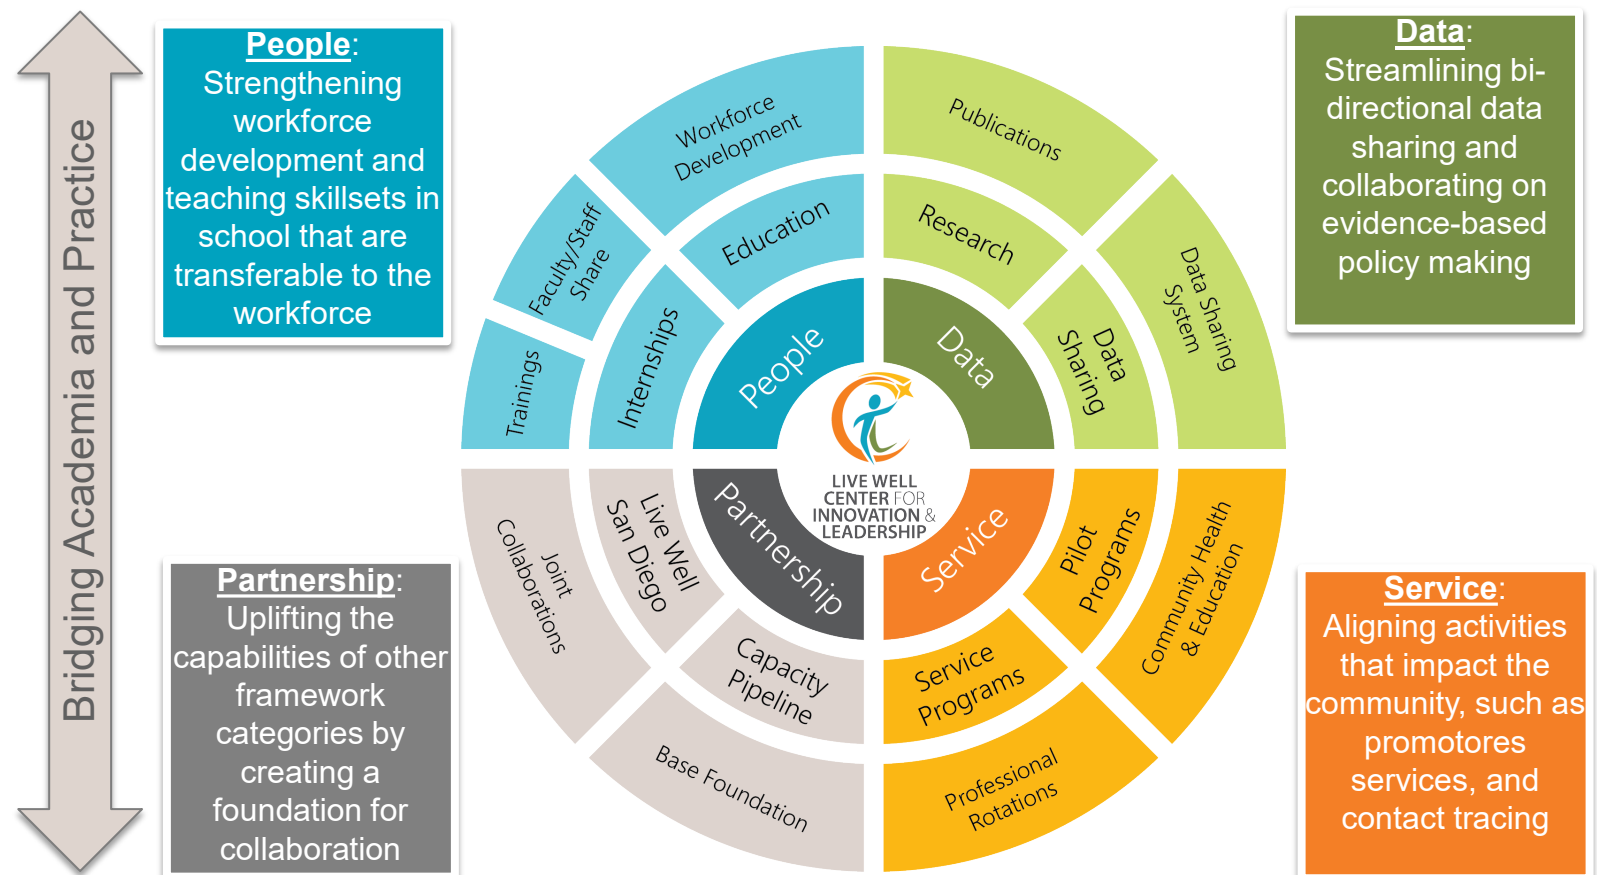 Bridging Academia and Practice
People:
Strengthening
workforce
development and
teaching skillsets in
school that are
transferable to the
workforce
Data:
Streamlining bi-
directional data
sharing and
collaborating on
evidence-based
policy making
Workforce
Development
Publications
Faculty/Staff
Share
Education
Research
Data Sharing
System
Trainings
Internships
People
Data
Data
Sharing
LIVE WELL
CENTER FOR
INNOVATION &
LEADERSHIP
Joint
Collaborations
Live Well
San Diego
Partnership
Service
Pilot
Programs
Community Health
& Education
Capacity
Pipeline
Service
Programs
Base Foundation
Professional
Rotations
Partnership:
Uplifting the
capabilities of other
framework
categories by
creating a
foundation for
collaboration
Service:
Aligning activities
that impact the
community, such as
promotores
services, and
contact tracing